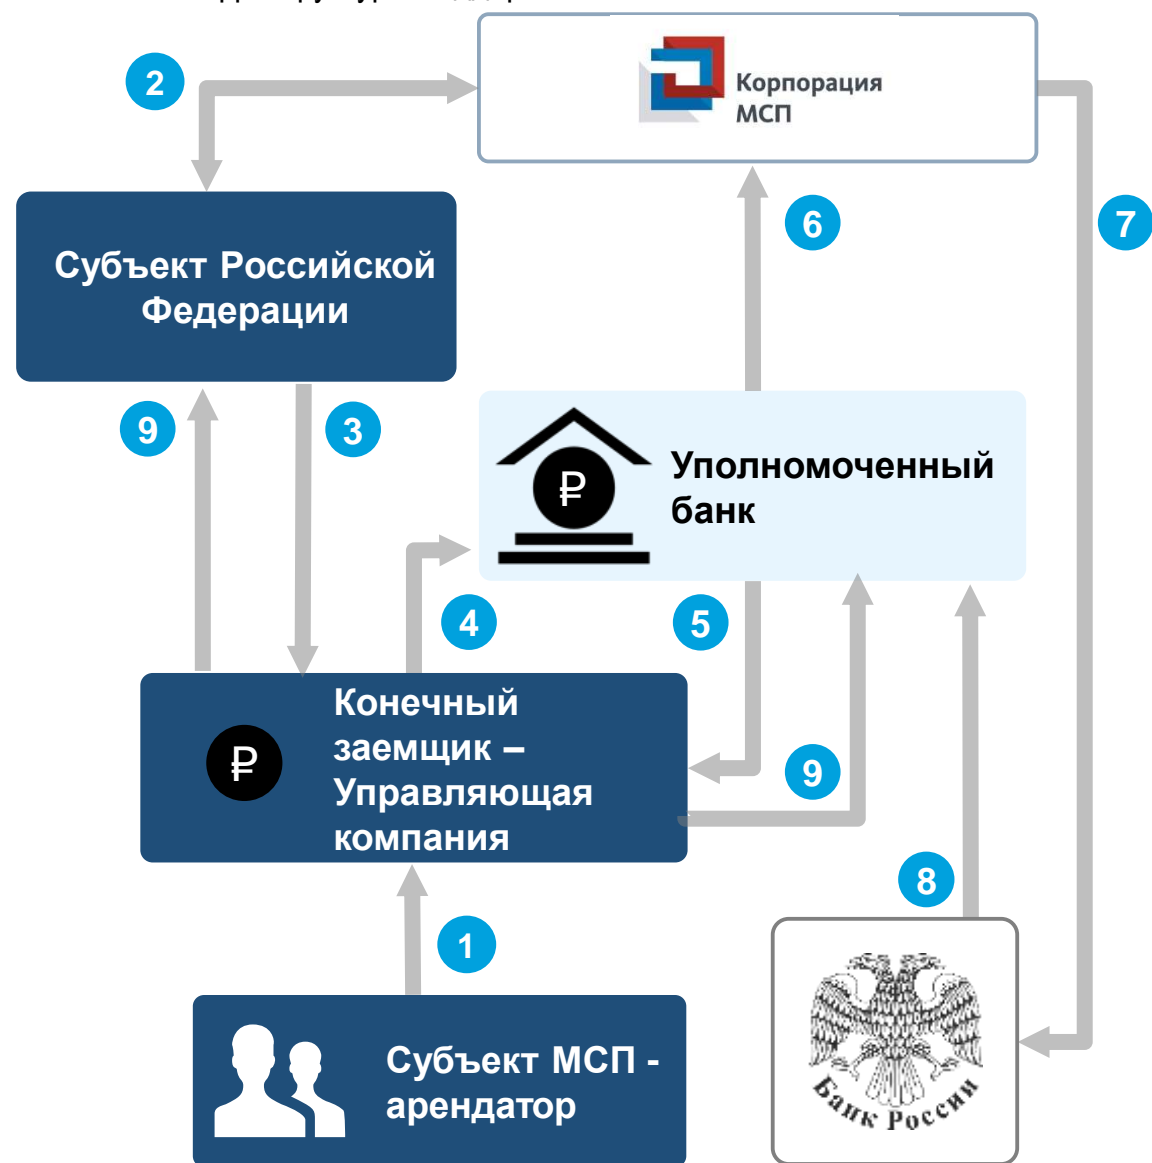 Корпорация
МСП
2
6
7
Субъект Российской
Федерации
9
3
₽
Уполномоченный
банк
4
5
₽
Конечный
заемщик –
Управляющая
компания
9
8
1
Субъект МСП -
арендатор
Банк России